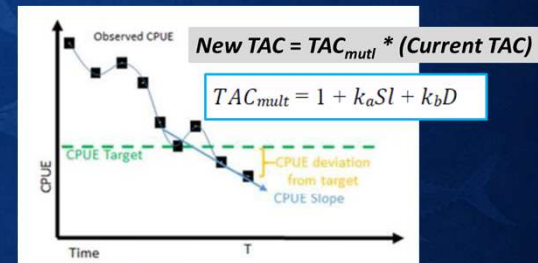 Observed CPUE
New TAC = TACmutl * (Current TAC)
TACmult = 1 + kaSl + kbD
CPUE Target
CPUE deviation
from target
CPUE Slope
CPUE
Time
T